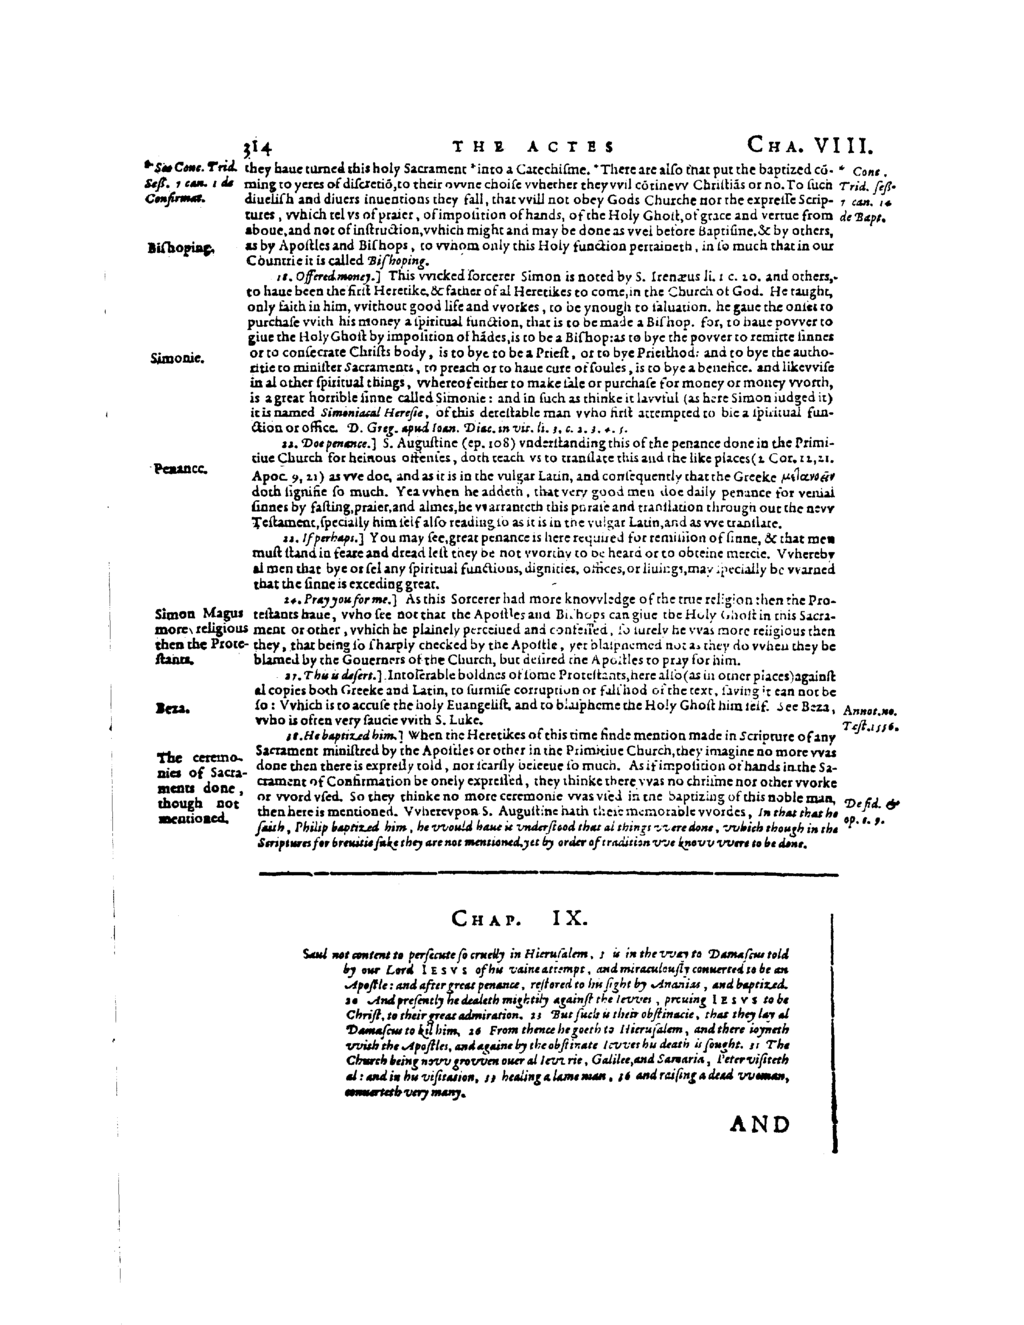 314 THE ACTES CHA. VIII.
*See Conc. Trid. Seſſ. 7 can. 1 de Confirmat.
they haue turned this holy Sacrament *into a Catechiſme. *There are alſo that put the baptized cō-
ming to yeres of diſcretiō, to their ovvne choiſe vvhether they vvil cōtinevv Chriſtiās or no. To ſuch
diueliſh and diuers inuentions they fall, that vvill not obey Gods Churche nor the expreſſe Scrip-
tures, vvhich tel vs of praier, of impoſition of hands, of the Holy Ghoſt, of grace and vertue from
aboue, and not of inſtruction, vvhich might and may be done as vvel before Baptiſme, & by others,
as by Apoſtles and Biſhops, to vvhom only this Holy function pertaineth, in ſo much that in our
Countrie it is called Biſhoping.
* Conc. Trid. ſeſſ. 7 can. 14 de Bapt.
Biſhoping.
18. Offered money.] This vvicked ſorcerer Simon is noted by S. Irenæus li. 1 c. 20. and others,
to haue been the firſt Heretike, & father of al Heretikes to come, in the Church of God. He taught,
only faith in him, vvithout good life and vvorkes, to be ynough to ſaluation. he gaue the onſet to
purchaſe vvith his money a ſpiritual function, that is to be made a Biſhop. for, to haue povver to
giue the Holy Ghoſt by impoſition of hādes, is to be a Biſhop: as to bye the povver to remitte ſinnes
or to conſecrate Chriſts body, is to bye to be a Prieſt, or to bye Prieſthod: and to bye the autho-
ritie to miniſter Sacraments, to preach or to haue cure of ſoules, is to bye a benefice. and likevviſe
in al other ſpiritual things, vvhereof either to make ſale or purchaſe for money or money vvorth,
is a great horrible ſinne called Simonie: and in ſuch as thinke it lavvful (as here Simon iudged it)
it is named Simoniacal Hereſie, of this deteſtable man vvho firſt attempted to bie a ſpiritual fun-
ction or office. D. Greg. apud Ioan. Diac. in vit. li. 3, c. 2. 3. 4. 5.
Simonie.
22. Doe penance.] S. Auguſtine (ep. 108) vnderſtanding this of the penance done in the Primi-
tiue Church for heinous offenſes, doth teach vs to tranſlate this and the like places (2 Cor. 12,21.
Apoc. 9, 21) as vve doe, and as it is in the vulgar Latin, and conſequently that the Greeke μετανοεῖν
doth ſignifie ſo much. Yea vvhen he addeth, that very good men doe daily penance for venial
ſinnes by faſting, praier, and almes, he vvarranteth this phraſe and tranſlation through out the nevv
Teſtament, ſpecially him ſelf alſo reading ſo as it is in the vulgar Latin, and as vve tranſlate.
Penance.
22. If perhaps.] You may ſee, great penance is here required for remiſſion of ſinne, & that men
muſt ſtand in feare and dread leſt they be not vvorthy to be heard or to obteine mercie. Vvhereby
al men that bye or ſel any ſpiritual functions, dignities, offices, or liuings, may ſpecially be vvarned
that the ſinne is exceding great.
24. Pray you for me.] As this Sorcerer had more knovvledge of the true religion then the Pro-
teſtants haue, vvho ſee not that the Apoſtles and Biſhops can giue the Holy Ghoſt in this Sacra-
ment or other, vvhich he plainely perceiued and conſeſſed, ſo ſurely he vvas more religious then
they, that being ſo ſharply checked by the Apoſtle, yet blaſphemed not as they do vvhen they be
blamed by the Gouerners of the Church, but deſired the Apoſtles to pray for him.
Simon Magus more religious then the Proteſtants.
27. This is deſert.] Intolerable boldnes of ſome Proteſtants, here alſo (as in other places) againſt
al copies both Greeke and Latin, to ſurmiſe corruption or falſhod of the text, ſaying it can not be
ſo: Vvhich is to accuſe the holy Euangeliſt, and to blaſpheme the Holy Ghoſt him ſelf. See Beza,
vvho is often very ſaucie vvith S. Luke.
Beza.
Annot. no. Teſt. 1556.
38. He baptized him.] When the Heretikes of this time finde mention made in Scripture of any
Sacrament miniſtred by the Apoſtles or other in the Primitiue Church, they imagine no more vvas
done then there is expreſly told, nor ſcarſly beleeue ſo much. As if impoſition of hands in the Sa-
crament of Confirmation be onely expreſſed, they thinke there vvas no chriſme nor other vvorke
or vvord vſed. So they thinke no more ceremonie vvas vſed in the baptizing of this noble man,
then here is mentioned. Vvherevpon S. Auguſtine hath theſe memorable vvordes, In that that he
ſaith, Philip baptized him, he vvould haue it vnderſtood that al things vvere done, vvhich though in the
Scriptures for breuitie ſake they are not mentioned, yet by order of tradition vve knovv vvere to be done.
The ceremonies of Sacraments done, though not mentioned.
De fid. & op. c. 9.
CHAP. IX.
Saul not content to perſecute ſo cruelly in Hieruſalem, 3 is in the vvay to Damaſcus told
by our Lord IESVS of his vaine attempt, and miraculouſly conuerted to be an
Apoſtle: and after great penance, reſtored to his ſight by Ananias, and baptized.
20 And preſently he dealeth mightily againſt the Ievves, prouing IESVS to be
Chriſt, to their great admiration. 23 But ſuch is their obſtinacie, that they lay al
Damaſcus to kil him, 26 From thence he goeth to Hieruſalem, and there ioyneth
vvith the Apoſtles, and againe by the obſtinate Ievves his death is ſought. 31 The
Church being novv grovven ouer al Ievvrie, Galilee, and Samaria, Peter viſiteth
al: and in his viſitation, 33 healing a lame man, 36 and raiſing a dead vvoman,
conuerteth very many.
AND